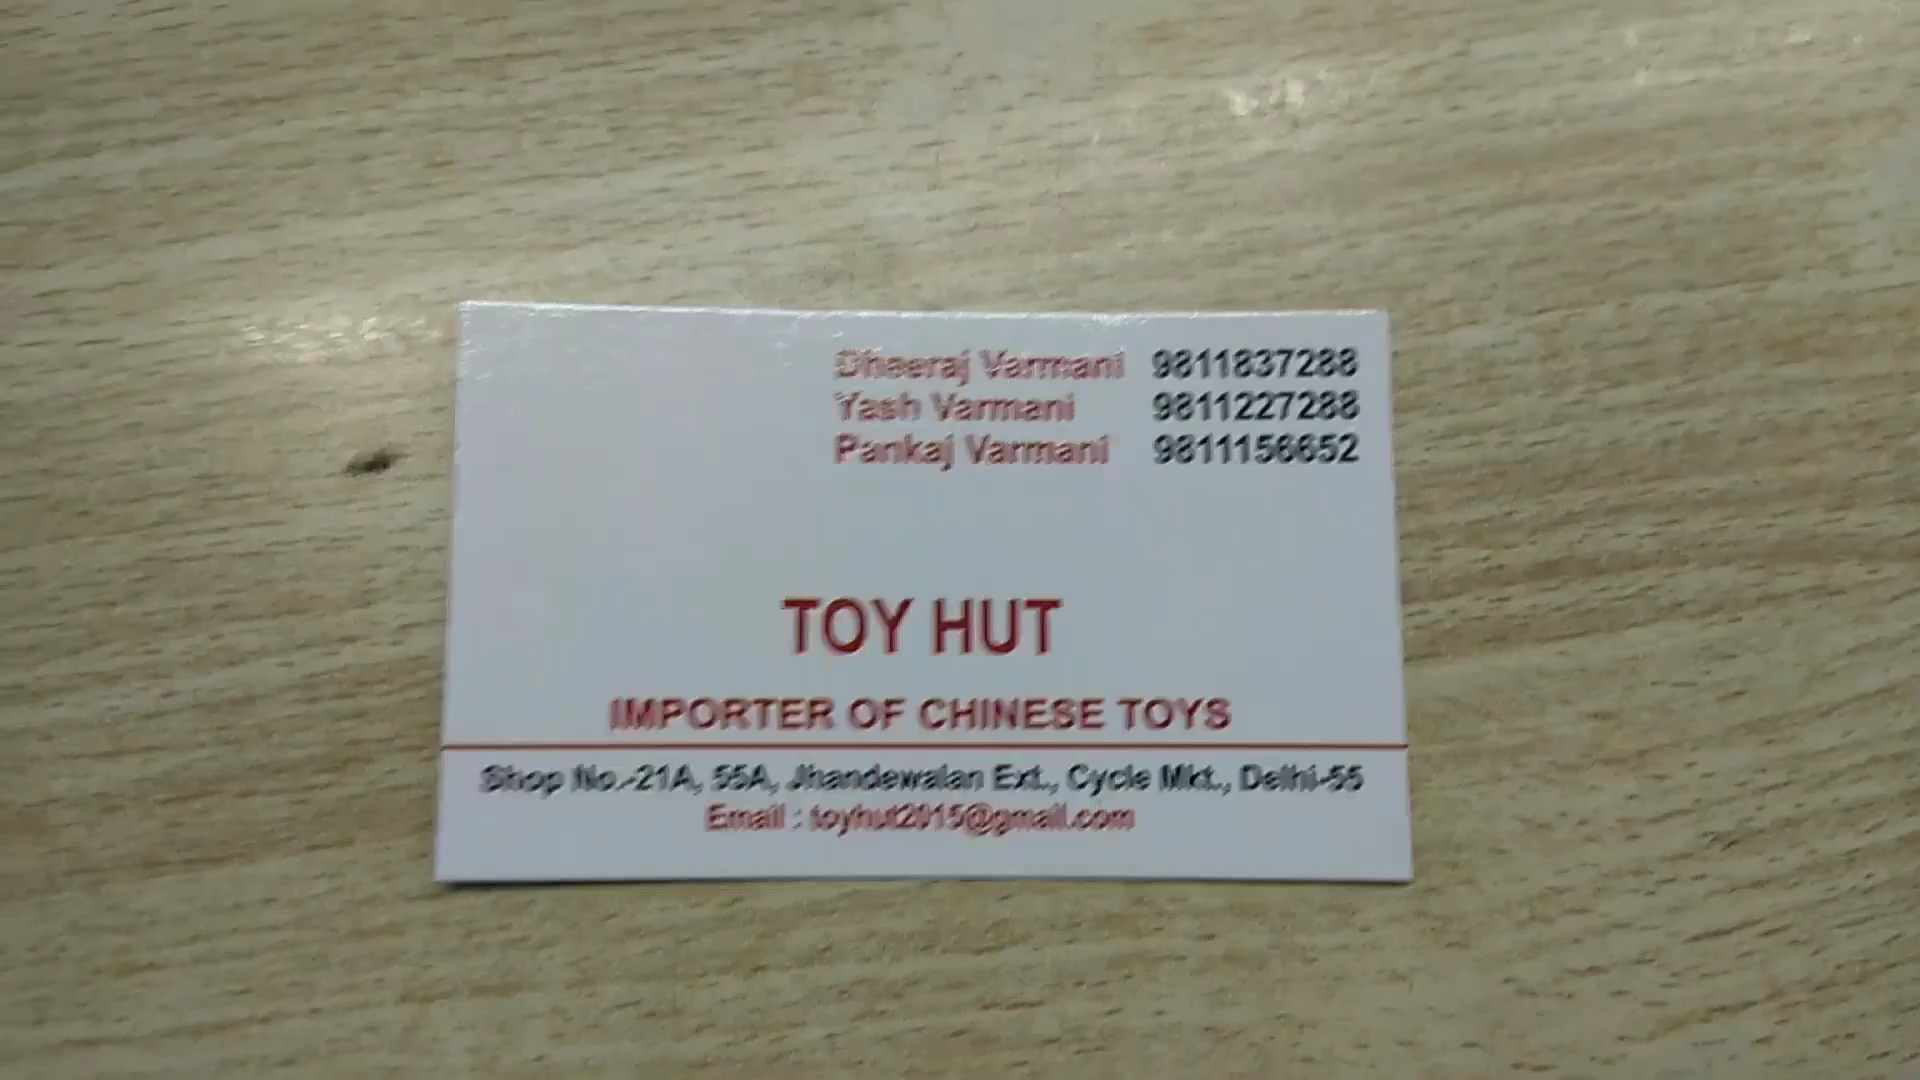 Dheeraj Varmani 9811837288
Yash Varmani 9811227288
Pankaj Varmani 9811156652
TOY HUT
IMPORTER OF CHINESE TOYS
Shop No.-21A, 55A, Jhandewalan Ext., Cycle Mkt., Delhi-55
Email : toyhut2015@gmail.com